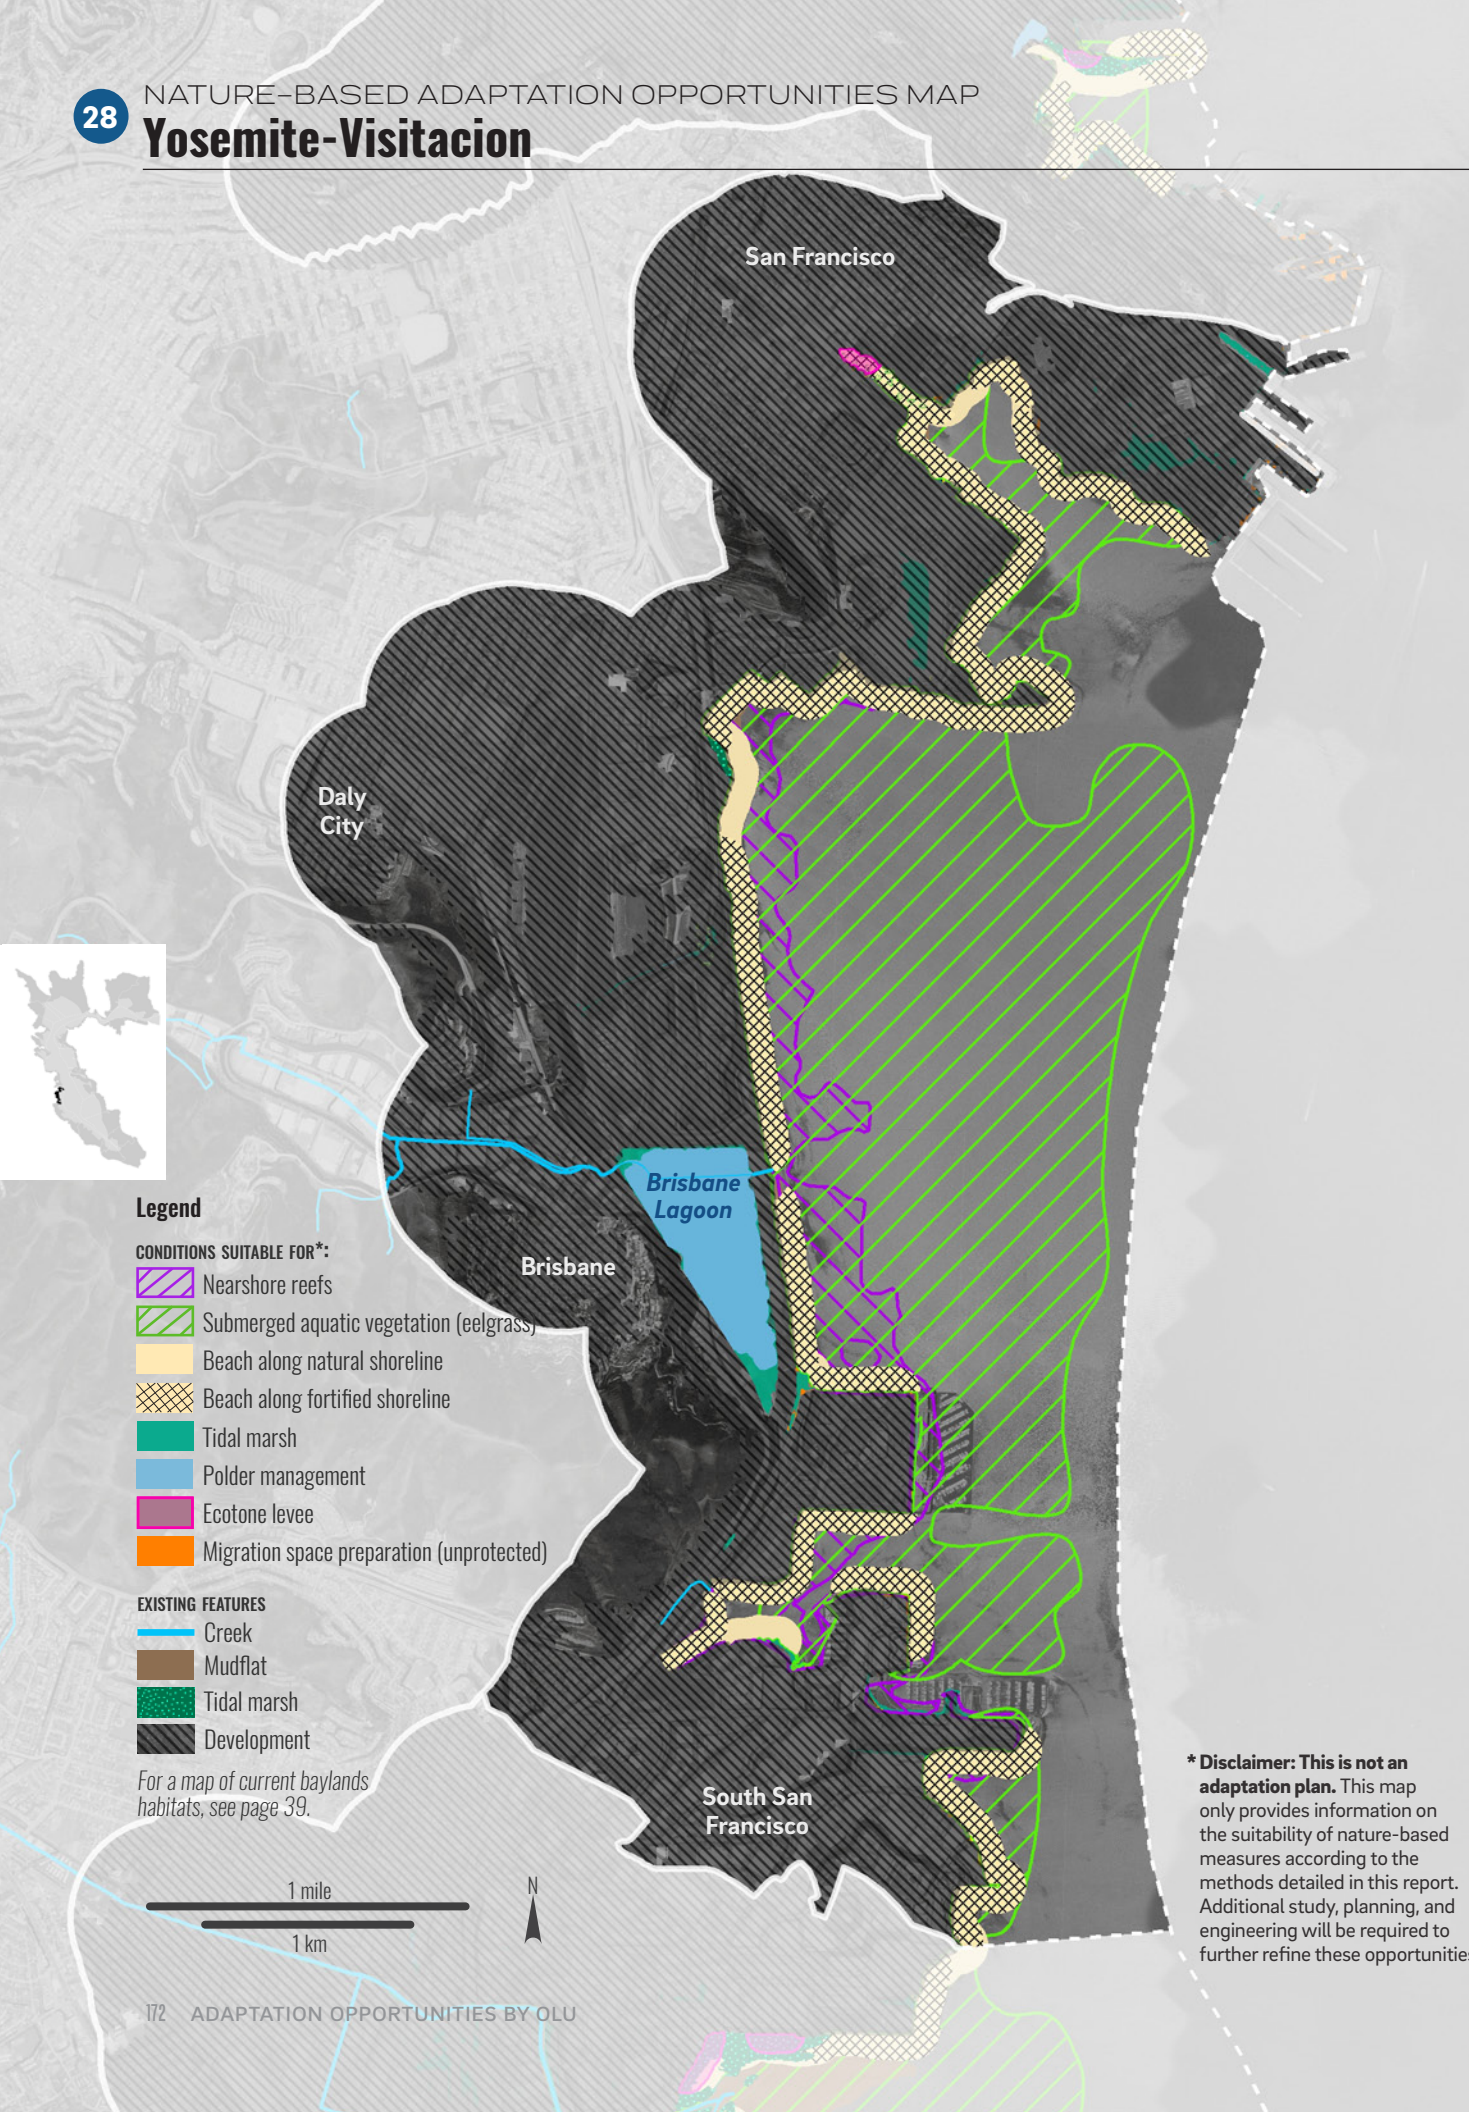 28
NATURE-BASED ADAPTATION OPPORTUNITIES MAP
Yosemite-Visitacion
San Francisco
Daly
City
Brisbane
Lagoon
Brisbane
South San
Francisco
Legend
CONDITIONS SUITABLE FOR*:
Nearshore reefs
Submerged aquatic vegetation (eelgrass)
Beach along natural shoreline
Beach along fortified shoreline
Tidal marsh
Polder management
Ecotone levee
Migration space preparation (unprotected)
EXISTING FEATURES
Creek
Mudflat
Tidal marsh
Development
For a map of current baylands
habitats, see page 39.
1 mile
1 km
N
* Disclaimer: This is not an
adaptation plan. This map
only provides information on
the suitability of nature-based
measures according to the
methods detailed in this report.
Additional study, planning, and
engineering will be required to
further refine these opportunities
172 ADAPTATION OPPORTUNITIES BY OLU